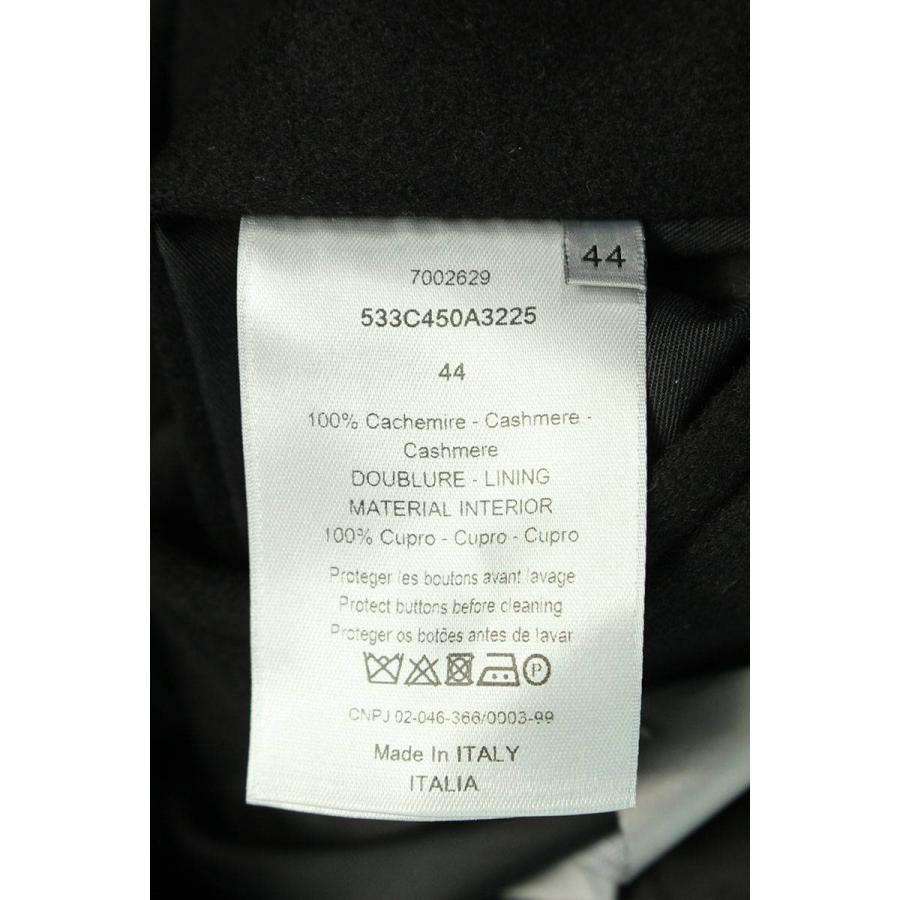 44
7002629
533C450A3225
44
100% Cachemire - Cashmere -
Cashmere
DOUBLURE - LINING
MATERIAL INTERIOR
100% Cupro - Cupro - Cupro
Proteger les boutons avant lavage
Protect buttons before cleaning
Proteger os botões antes de lavar
P
CNPJ 02-046-366/0003-99
Made In ITALY
ITALIA